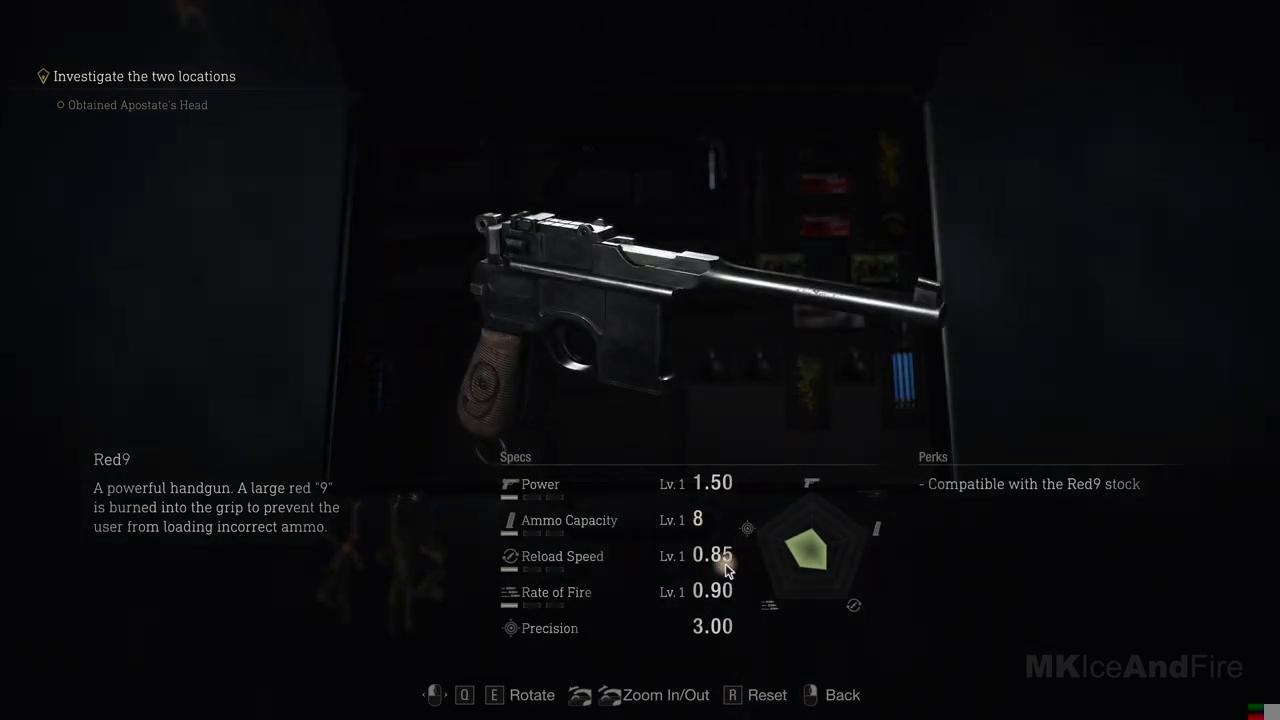 Investigate the two locations
Obtained Apostate's Head
Red9
A powerful handgun. A large red "9"
is burned into the grip to prevent the
user from loading incorrect ammo.
Specs
Power Lv. 1 1.50
Ammo Capacity Lv. 1 8
Reload Speed Lv. 1 0.85
Rate of Fire Lv. 1 0.90
Precision 3.00
Perks
- Compatible with the Red9 stock
MKIceAndFire
Q E Rotate Zoom In/Out R Reset Back